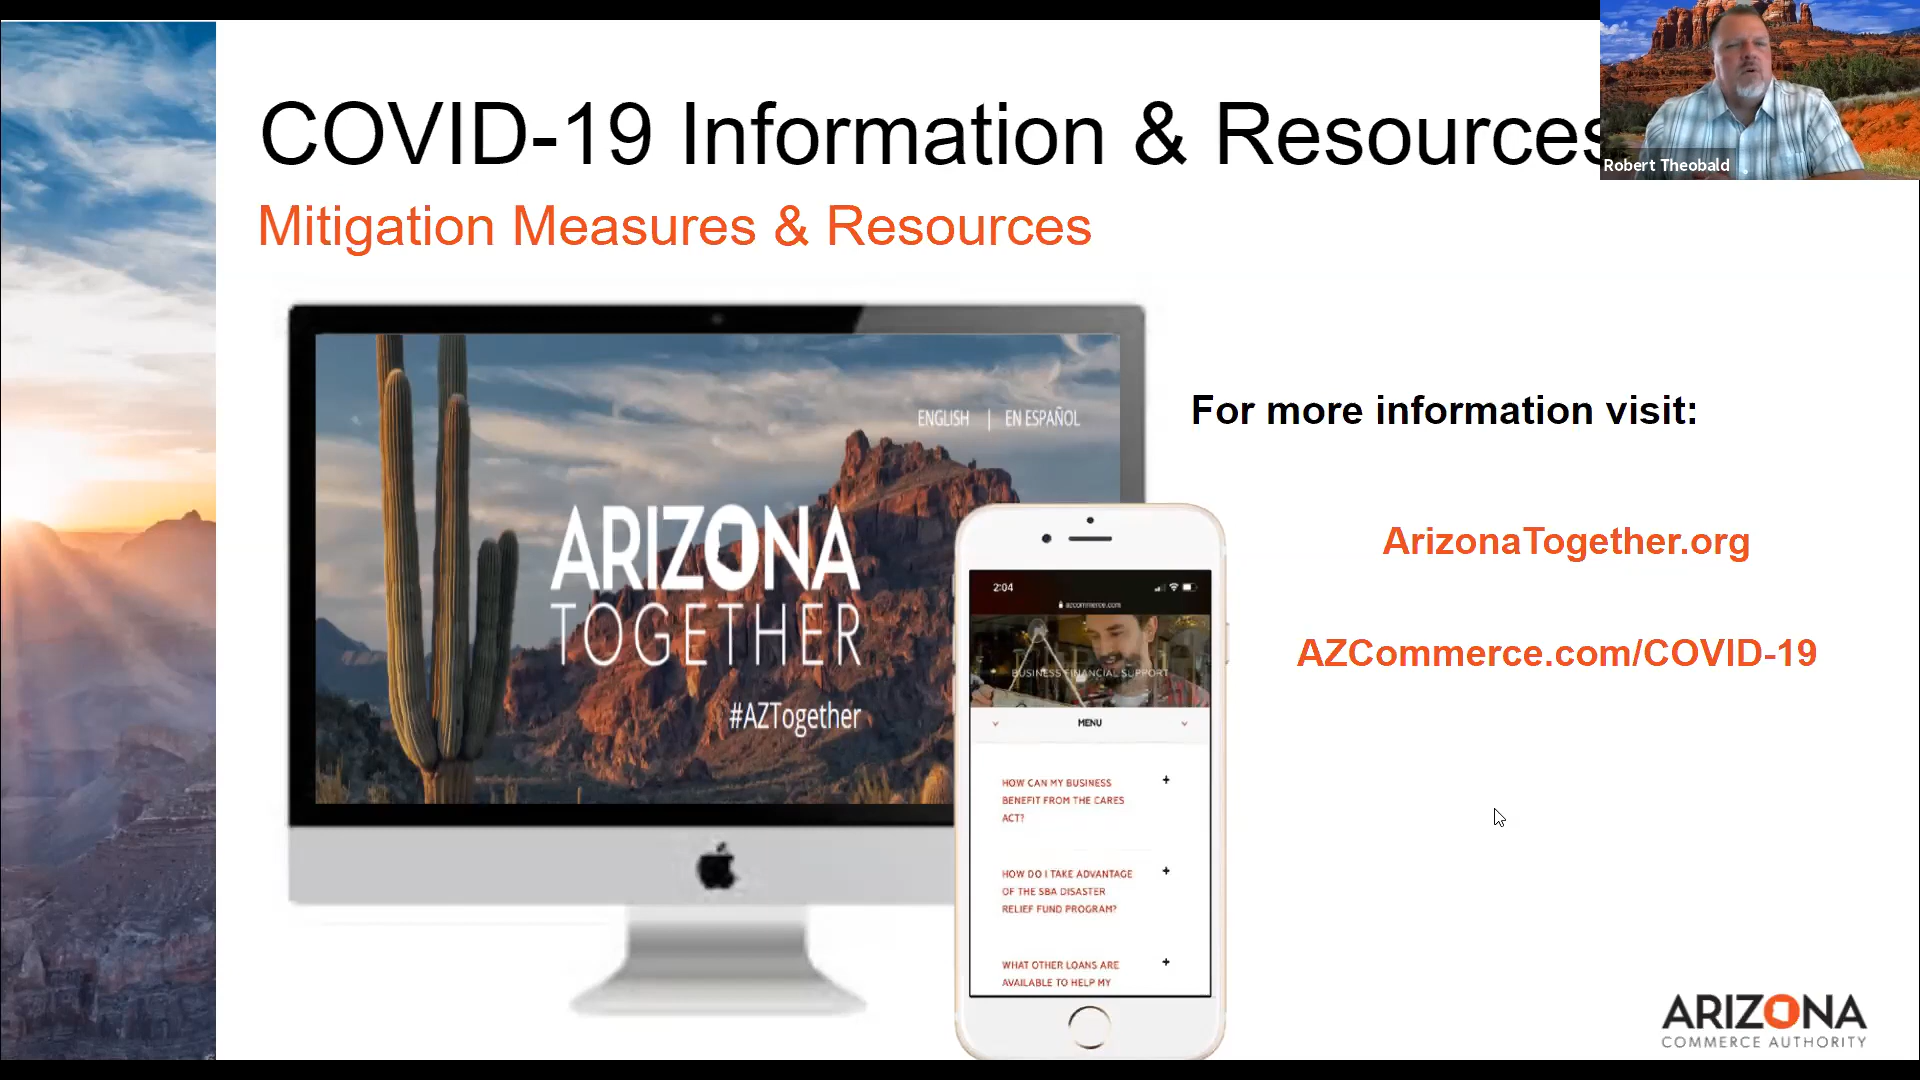 COVID-19 Information & Resources
Robert Theobald
Mitigation Measures & Resources
ENGLISH | EN ESPAÑOL
ARIZONA
TOGETHER
#AZTogether
For more information visit:
ArizonaTogether.org
AZCommerce.com/COVID-19
2:04
azcommerce.com
BUSINESS FINANCIAL SUPPORT
MENU
HOW CAN MY BUSINESS
BENEFIT FROM THE CARES
ACT?
HOW DO I TAKE ADVANTAGE
OF THE SBA DISASTER
RELIEF FUND PROGRAM?
WHAT OTHER LOANS ARE
AVAILABLE TO HELP MY
ARIZONA
COMMERCE AUTHORITY